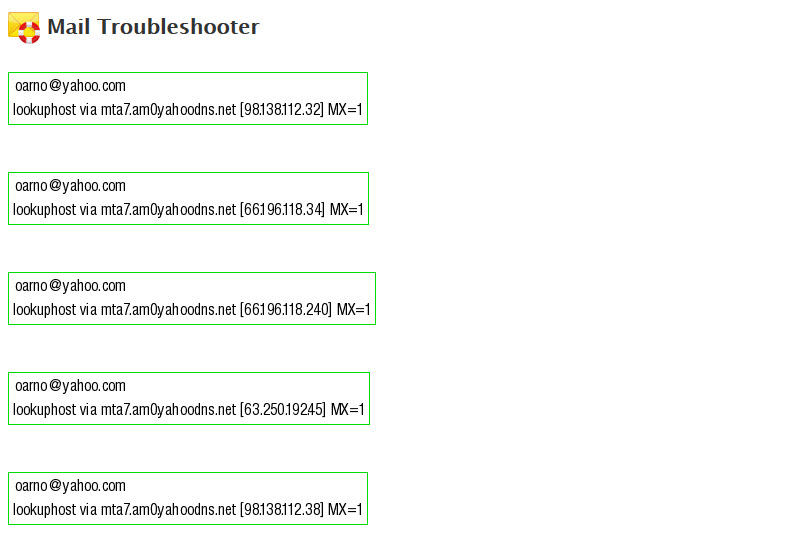 Mail Troubleshooter
oarno@yahoo.com
lookuphost via mta7.am0yahoodns.net [98.138.112.32] MX=1
oarno@yahoo.com
lookuphost via mta7.am0yahoodns.net [66.196.118.34] MX=1
oarno@yahoo.com
lookuphost via mta7.am0yahoodns.net [66.196.118.240] MX=1
oarno@yahoo.com
lookuphost via mta7.am0yahoodns.net [63.250.192.45] MX=1
oarno@yahoo.com
lookuphost via mta7.am0yahoodns.net [98.138.112.38] MX=1